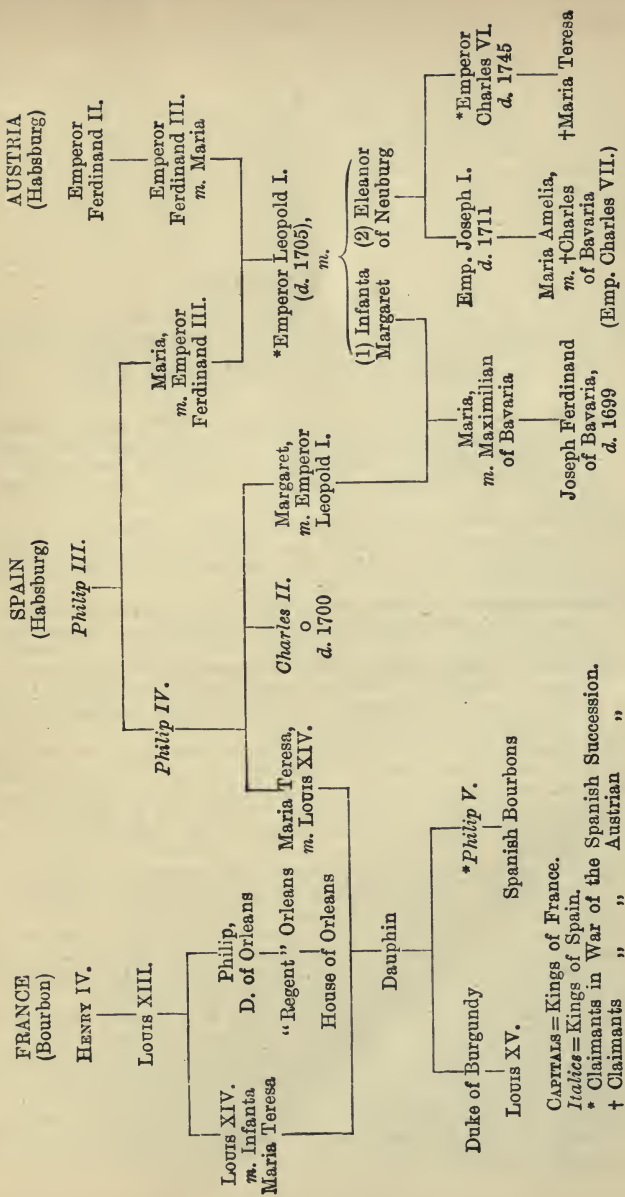 FRANCE
(Bourbon)
HENRY IV.
LOUIS XIII.
LOUIS XIV.
m. Infanta
Maria Teresa
Philip,
D. of Orleans
"Regent" Orleans
House of Orleans
Dauphin
Duke of Burgundy
LOUIS XV.
*Philip V.
Spanish Bourbons
SPAIN
(Habsburg)
Philip III.
Philip IV.
Maria,
m. Emperor
Ferdinand III.
Maria Teresa,
m. LOUIS XIV.
Charles II.
O
d. 1700
Margaret,
m. Emperor
Leopold I.
AUSTRIA
(Habsburg)
Emperor
Ferdinand II.
Emperor
Ferdinand III.
m. Maria
*Emperor Leopold I.
(d. 1705),
m.
(1) Infanta
Margaret
(2) Eleanor
of Neuburg
Maria,
m. Maximilian
of Bavaria
Joseph Ferdinand
of Bavaria,
d. 1699
Emp. Joseph I.
d. 1711
Maria Amelia,
m. †Charles
of Bavaria
(Emp. Charles VII.)
*Emperor
Charles VI.
d. 1745
†Maria Teresa
CAPITALS=Kings of France.
Italics=Kings of Spain.
* Claimants in War of the Spanish Succession.
† Claimants „ „ Austrian „